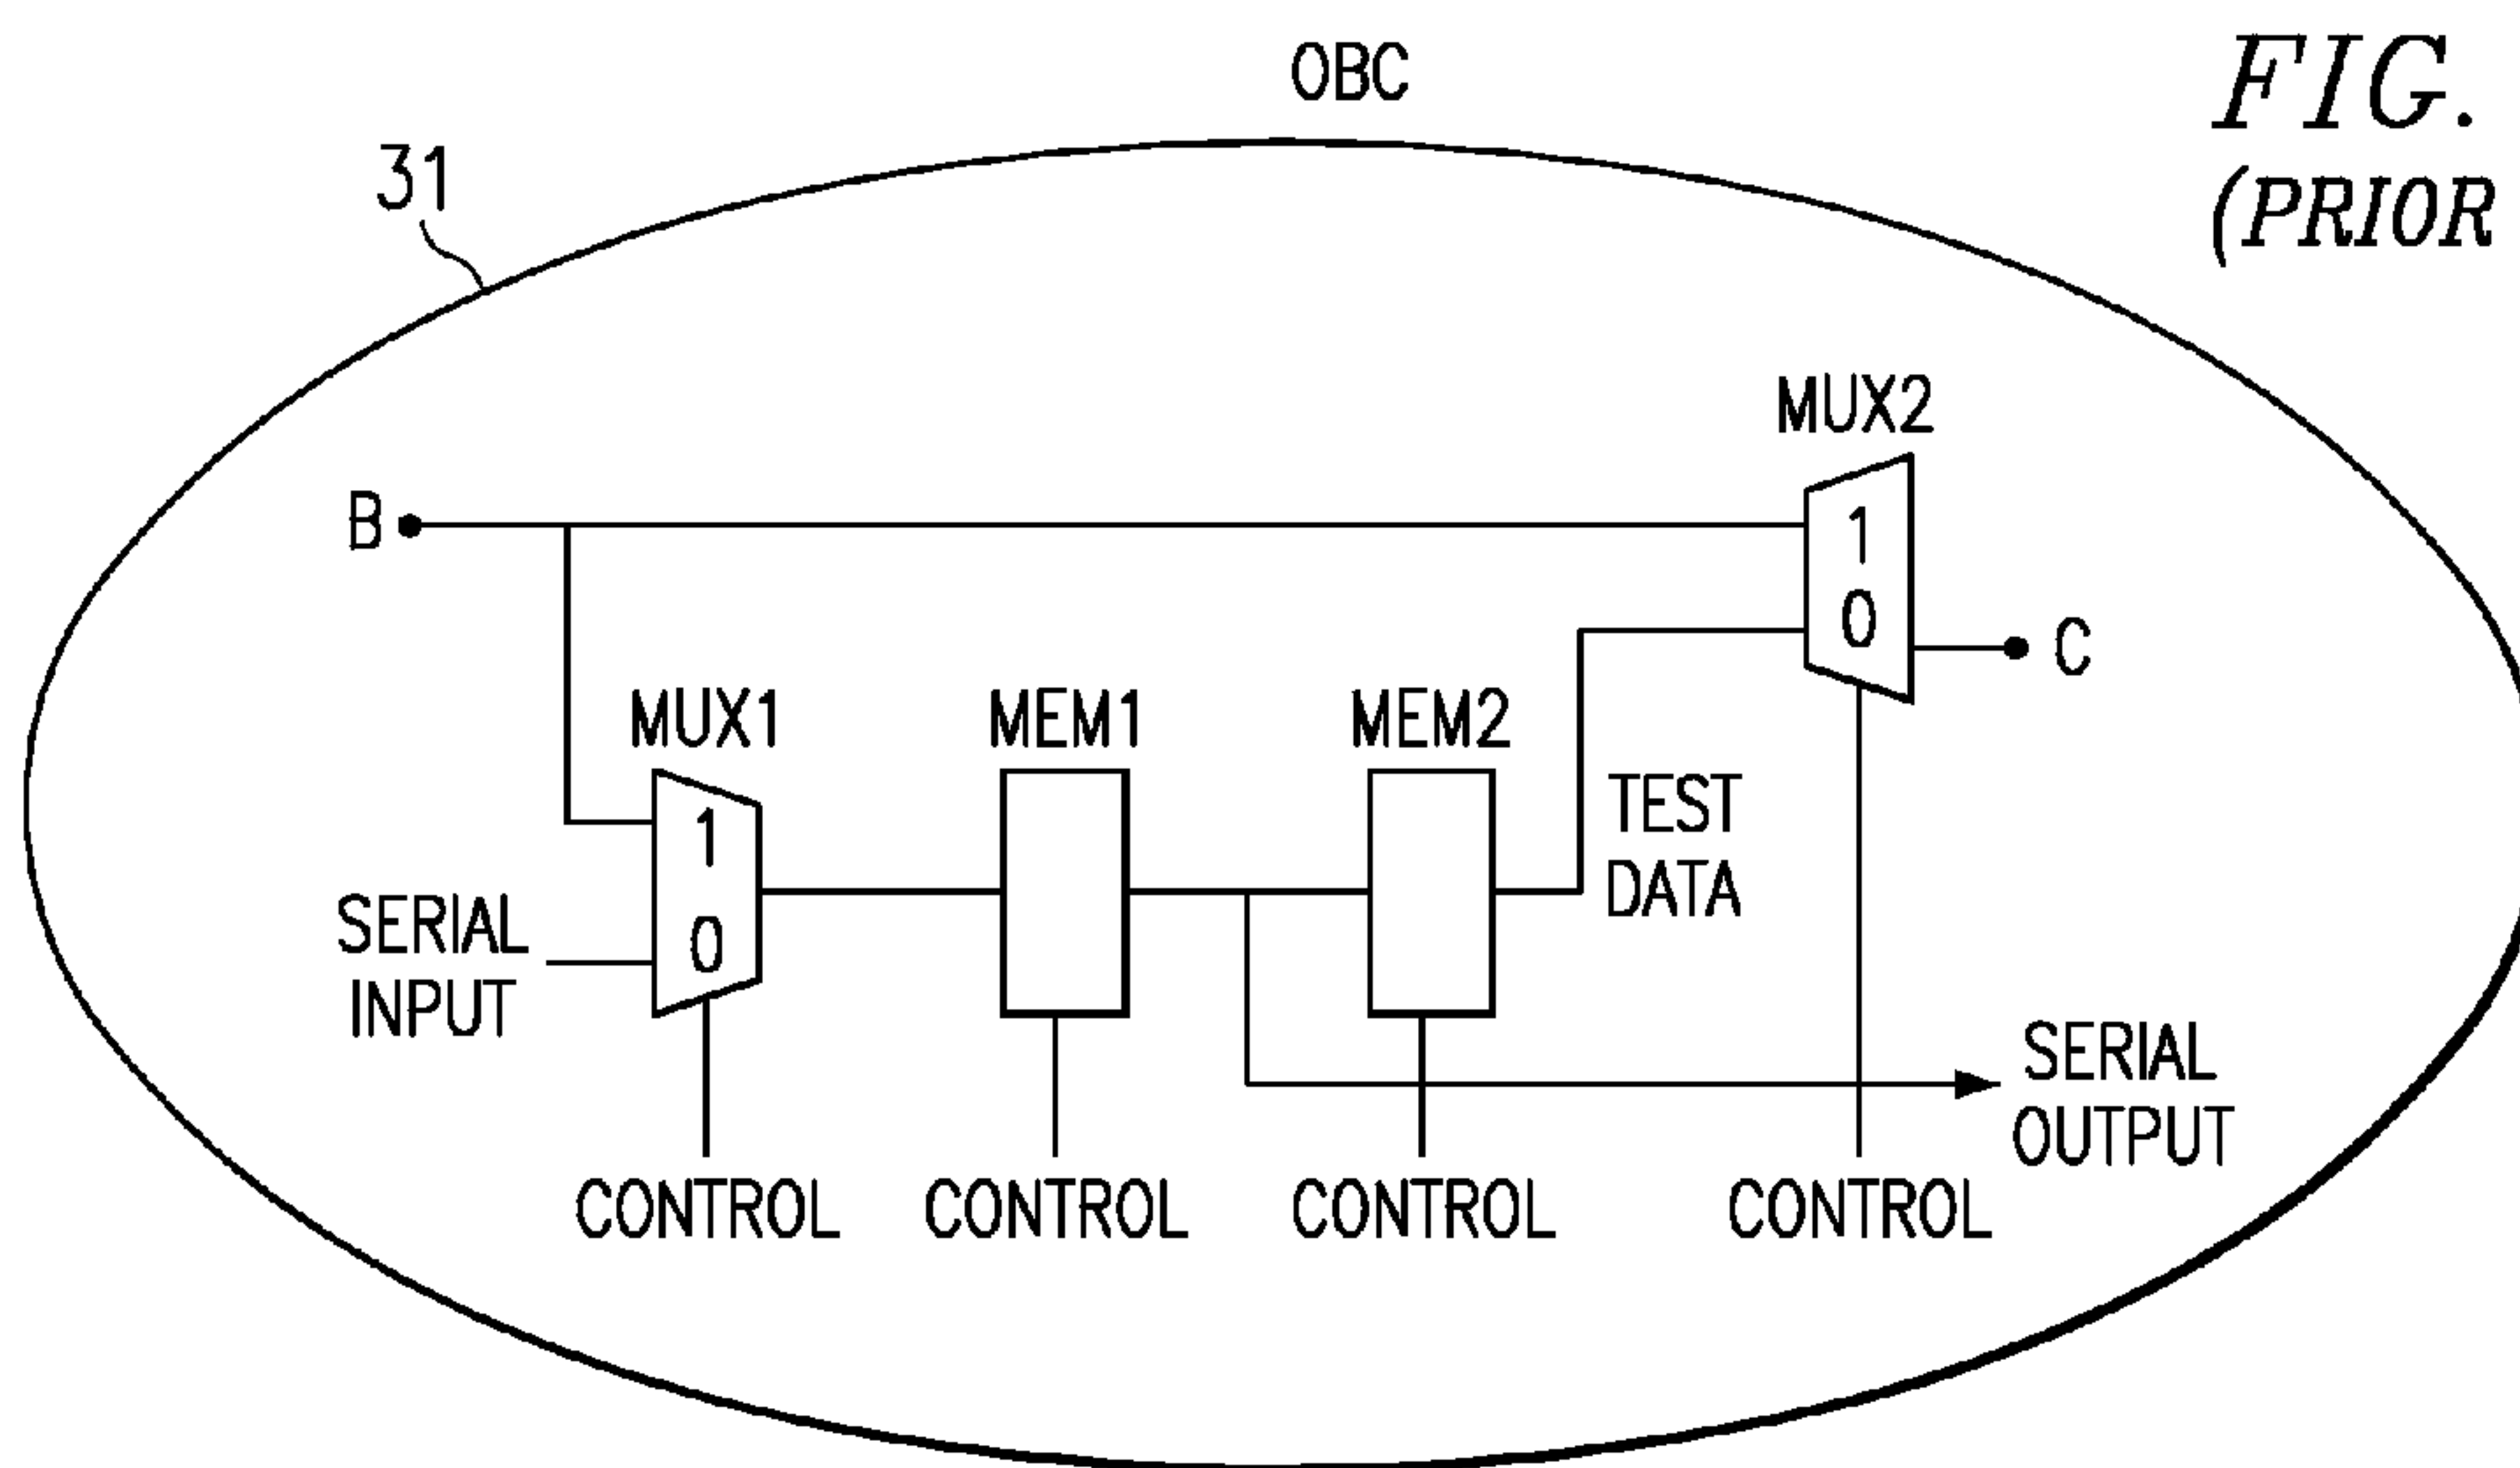 OBC
FIG.
(PRIOR
31
MUX2
B
1
0
C
MUX1
MEM1
MEM2
1
0
TEST
DATA
SERIAL
INPUT
SERIAL
OUTPUT
CONTROL
CONTROL
CONTROL
CONTROL